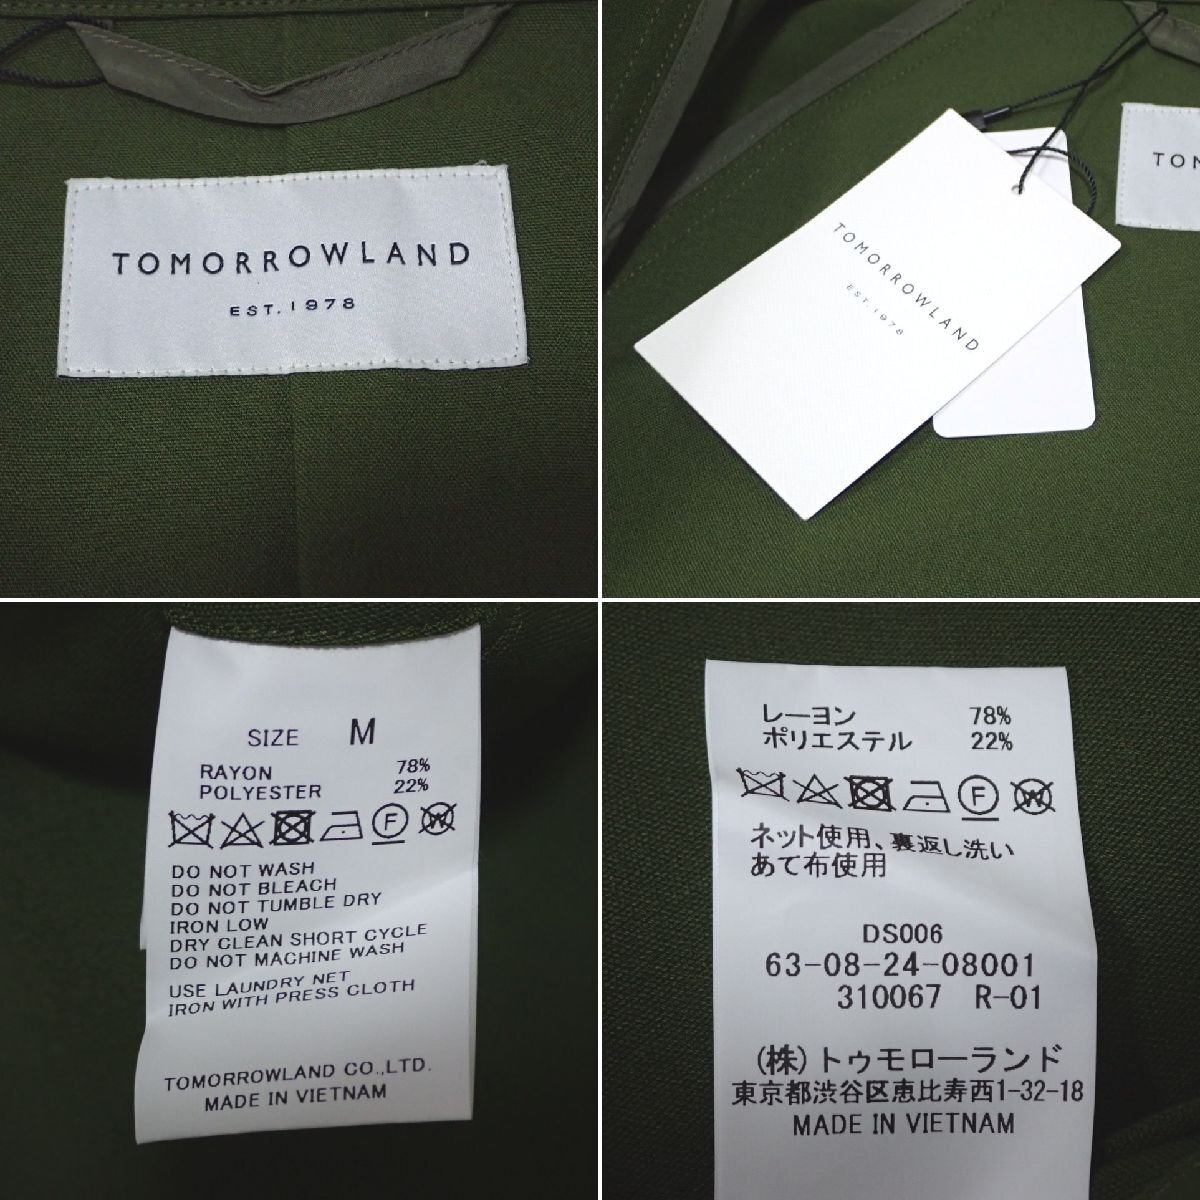 TOMORROWLAND
EST. 1978
TOMORROWLAND
EST. 1978
SIZE M
RAYON 78%
POLYESTER 22%
F W
DO NOT WASH
DO NOT BLEACH
DO NOT TUMBLE DRY
IRON LOW
DRY CLEAN SHORT CYCLE
DO NOT MACHINE WASH
USE LAUNDRY NET
IRON WITH PRESS CLOTH
TOMORROWLAND CO.,LTD.
MADE IN VIETNAM
レーヨン 78%
ポリエステル 22%
F W
ネット使用、裏返し洗い
あて布使用
DS006
63-08-24-08001
310067 R-01
(株)トゥモローランド
東京都渋谷区恵比寿西1-32-18
MADE IN VIETNAM